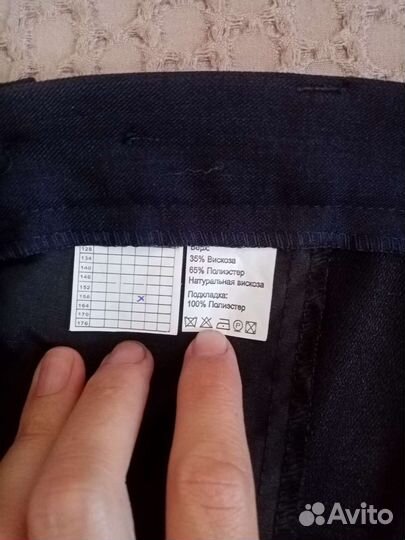 128
134
140
146
152
158
164
170
176
Верх
35% Вискоза
65% Полиэстер
Натуральная вискоза
Подкладка:
100% Полиэстер
Avito